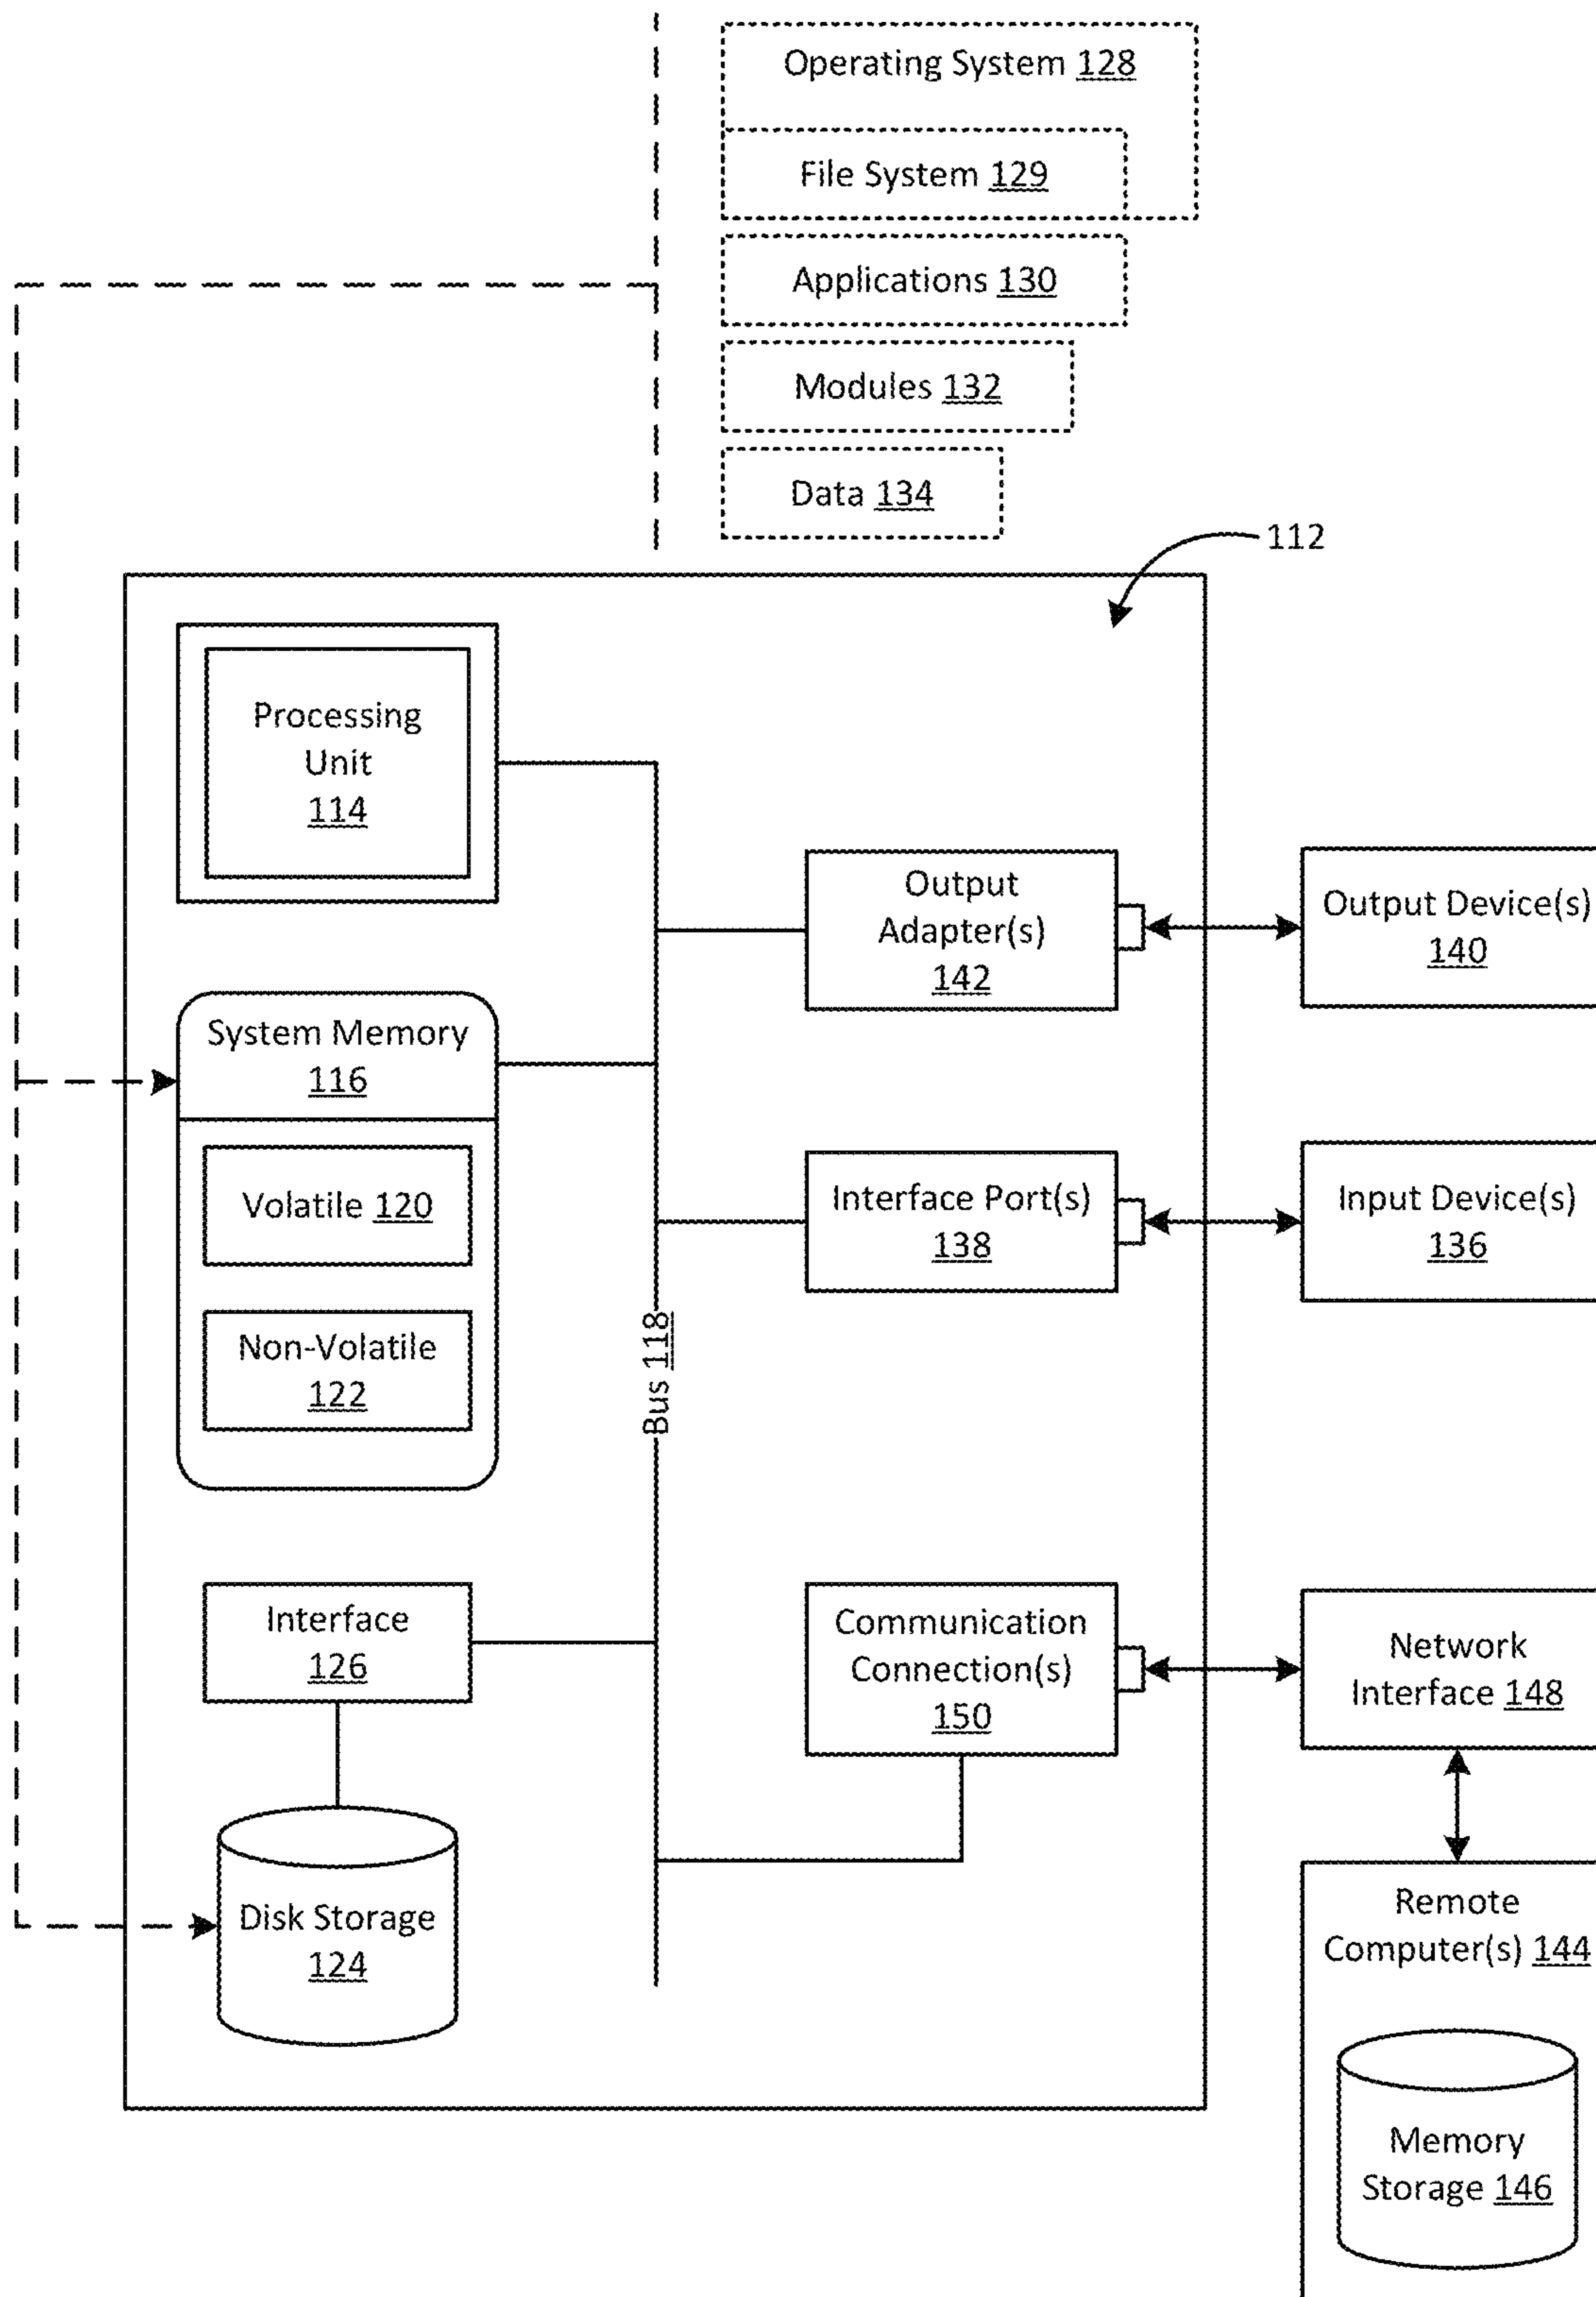 Operating System 128
File System 129
Applications 130
Modules 132
Data 134
112
Processing
Unit
114
Output
Adapter(s)
142
Output Device(s)
140
System Memory
116
Volatile 120
Non-Volatile
122
Interface Port(s)
138
Input Device(s)
136
Bus 118
Interface
126
Communication
Connection(s)
150
Network
Interface 148
Disk Storage
124
Remote
Computer(s) 144
Memory
Storage 146